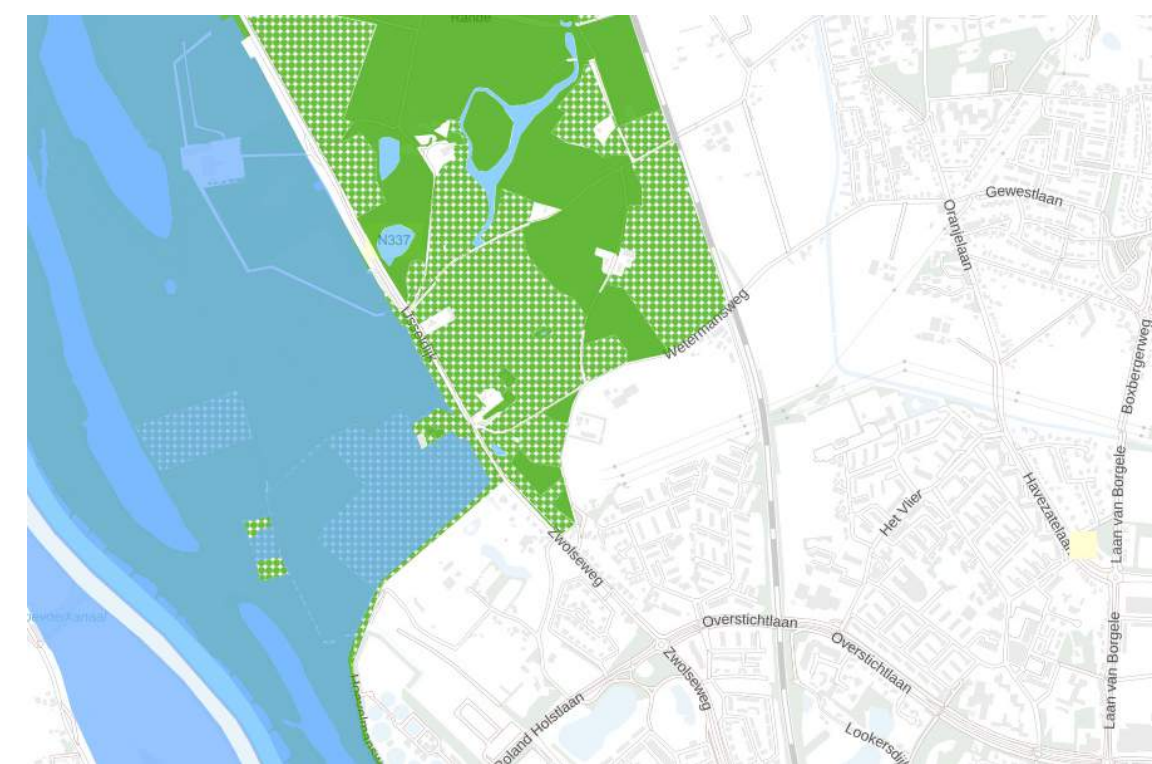 Rande
Gewestlaan
Oranjelaan
N337
IJsseldijk
Wetermansweg
Boxbergerweg
Laan van Borgele
Havezatelaan
Het Vlier
Zwolseweg
Overstichtlaan
Overstichtlaan
Zwolseweg
Laan van Borgele
Roland Holstlaan